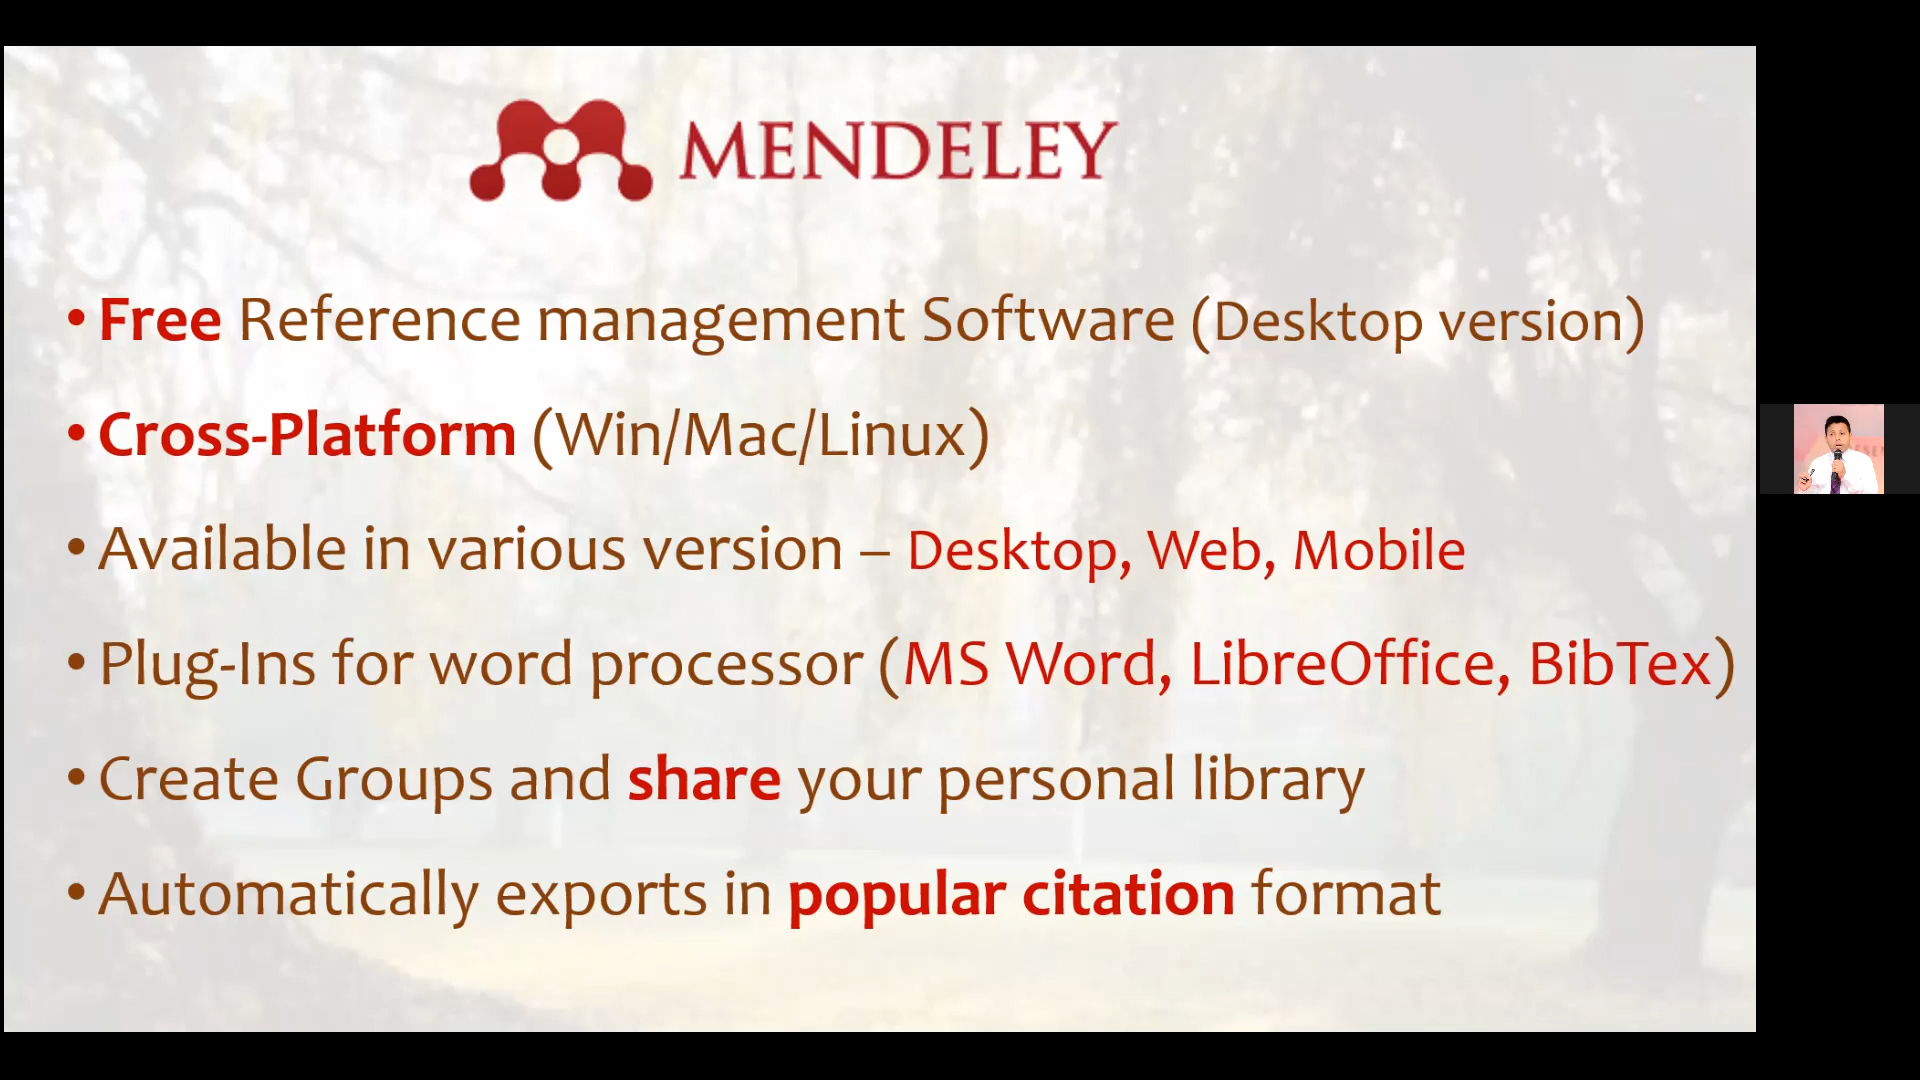 MENDELEY
• Free Reference management Software (Desktop version)
• Cross-Platform (Win/Mac/Linux)
• Available in various version – Desktop, Web, Mobile
• Plug-Ins for word processor (MS Word, LibreOffice, BibTex)
• Create Groups and share your personal library
• Automatically exports in popular citation format